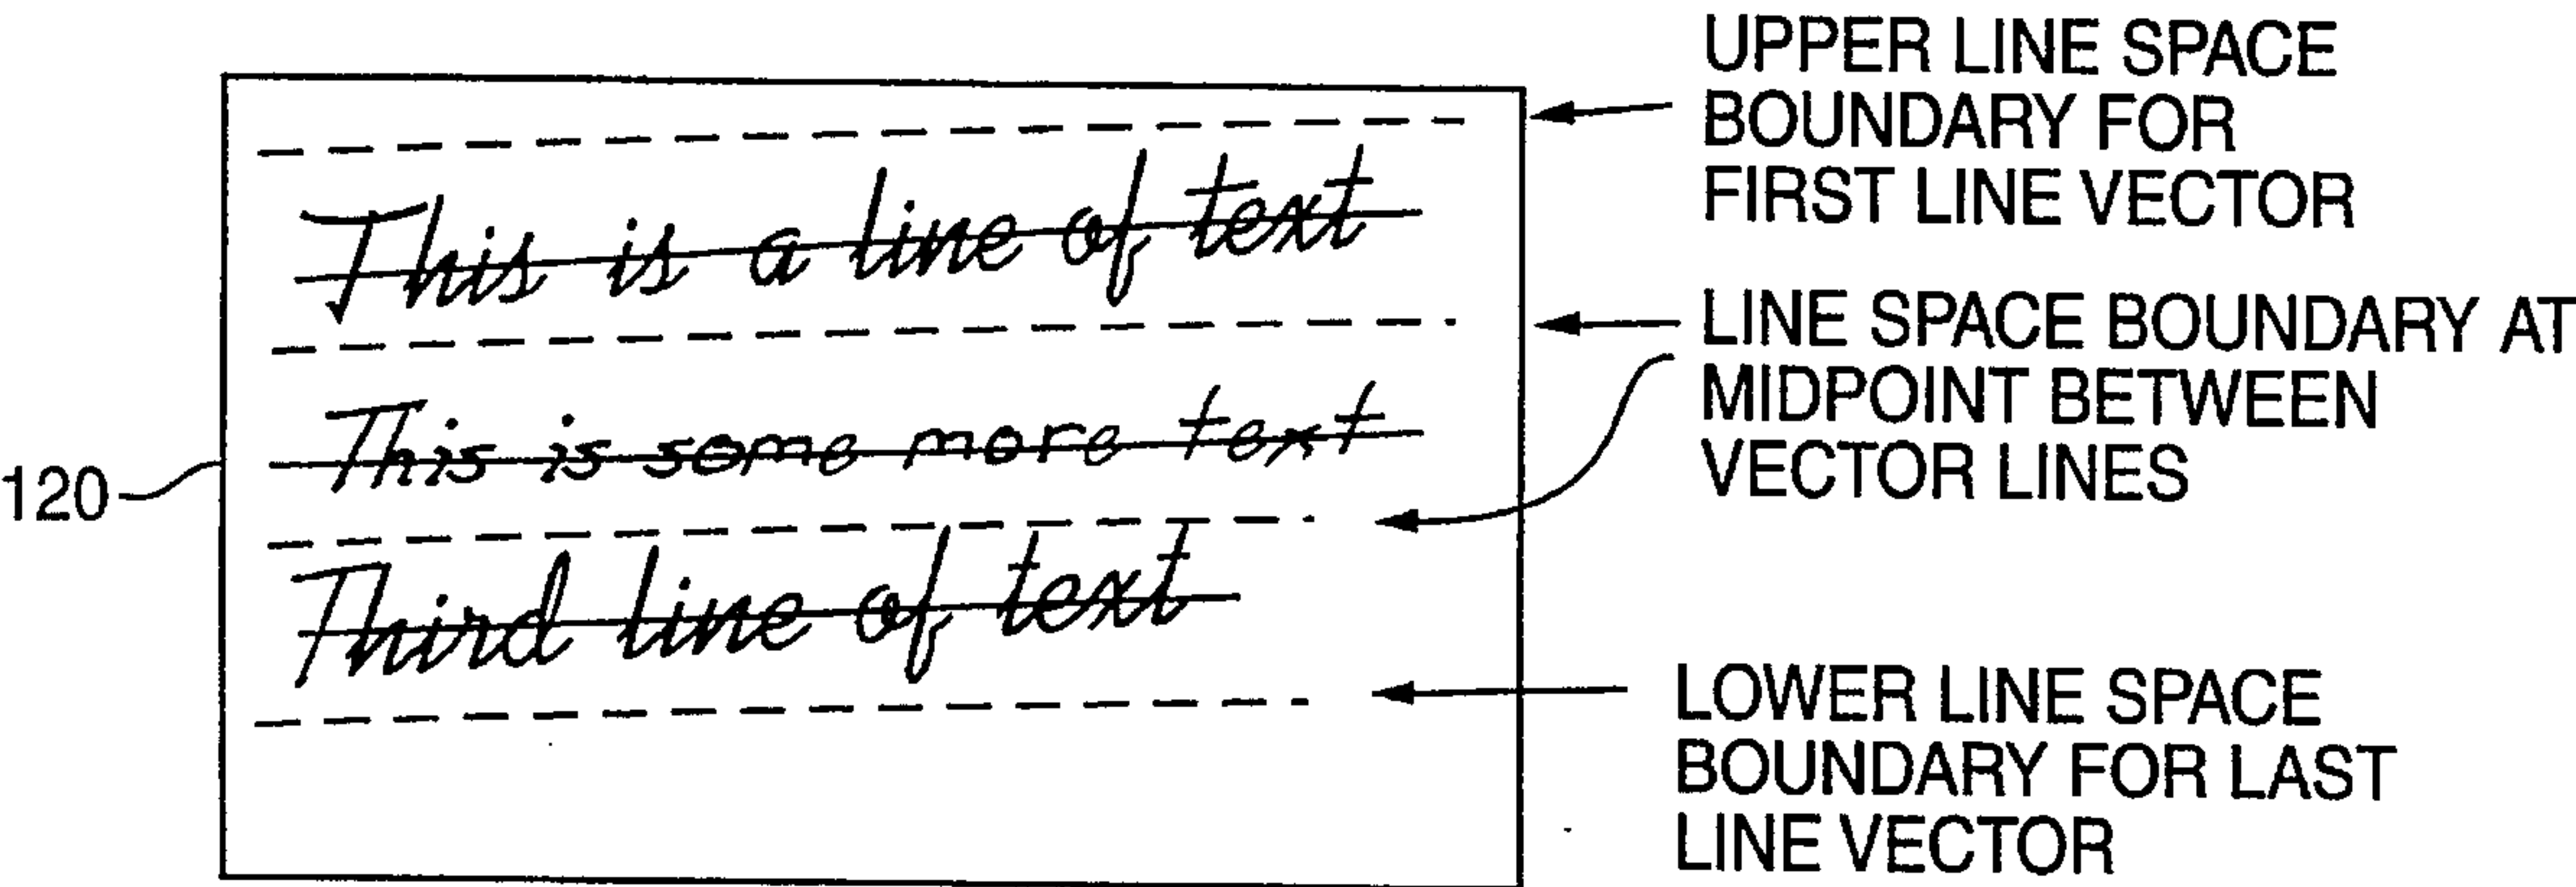 UPPER LINE SPACE
BOUNDARY FOR
FIRST LINE VECTOR
This is a line of text
LINE SPACE BOUNDARY AT
MIDPOINT BETWEEN
VECTOR LINES
This is some more text
120
Third line of text
LOWER LINE SPACE
BOUNDARY FOR LAST
LINE VECTOR